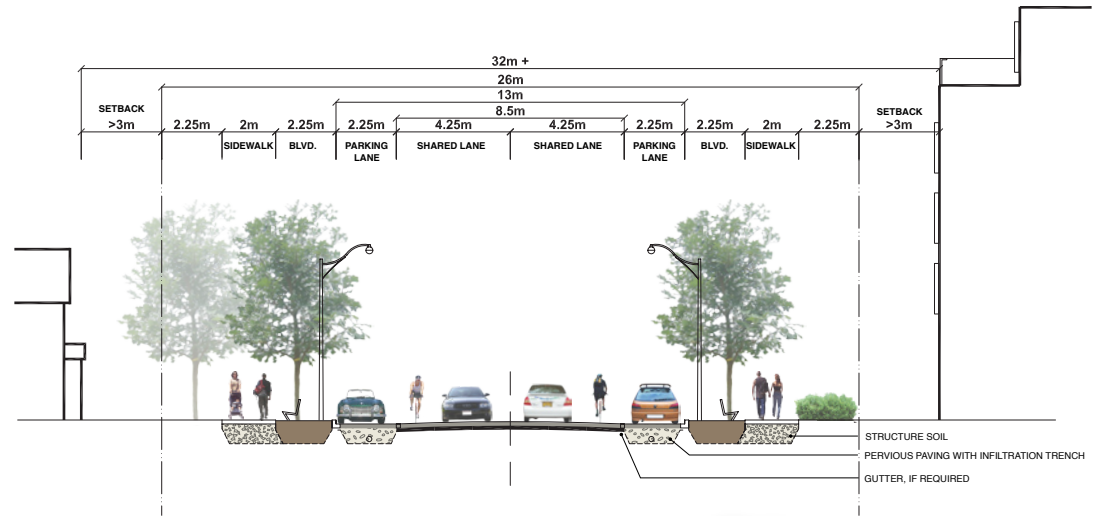 32m +
26m
13m
8.5m
SETBACK
>3m
2.25m
2m
2.25m
2.25m
4.25m
4.25m
2.25m
2.25m
2m
2.25m
SETBACK
>3m
SIDEWALK
BLVD.
PARKING
LANE
SHARED LANE
SHARED LANE
PARKING
LANE
BLVD.
SIDEWALK
STRUCTURE SOIL
PERVIOUS PAVING WITH INFILTRATION TRENCH
GUTTER, IF REQUIRED